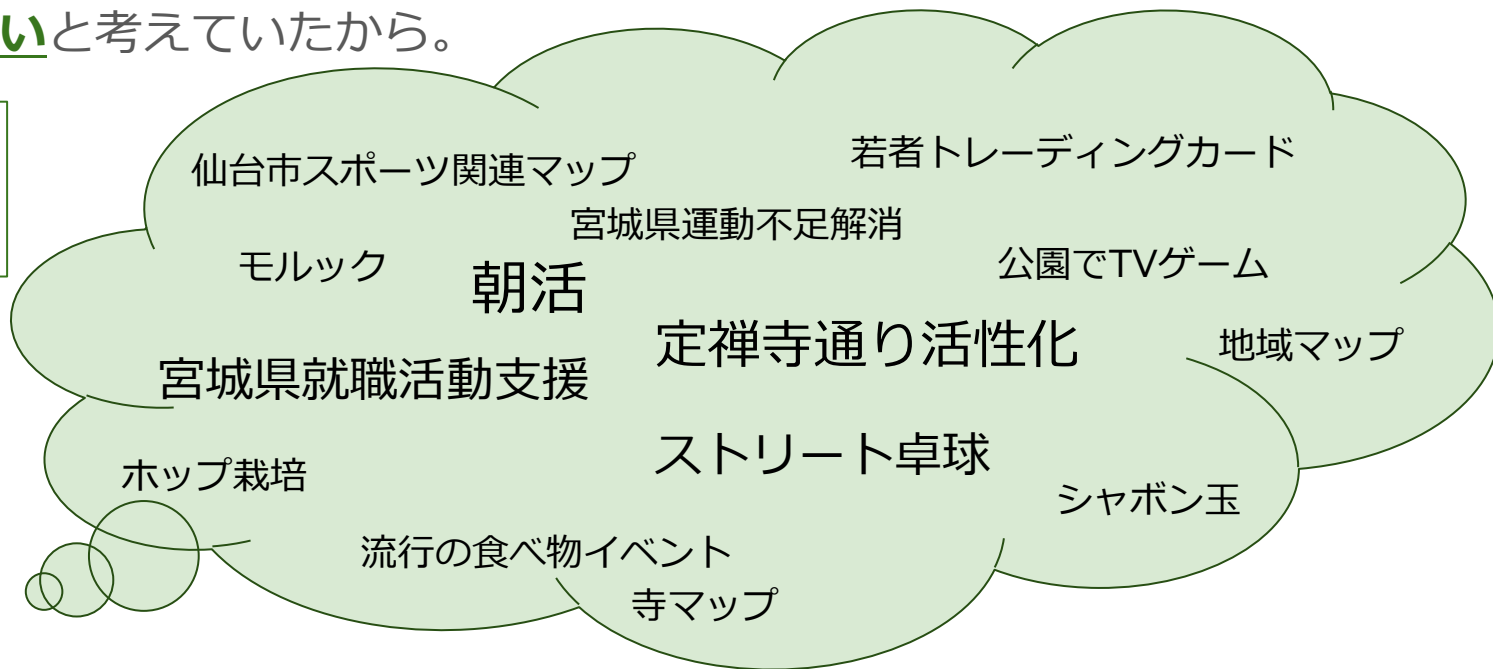 いと考えていたから。
仙台市スポーツ関連マップ
若者トレーディングカード
宮城県運動不足解消
モルック
朝活
公園でTVゲーム
定禅寺通り活性化
地域マップ
宮城県就職活動支援
ストリート卓球
ホップ栽培
シャボン玉
流行の食べ物イベント
寺マップ